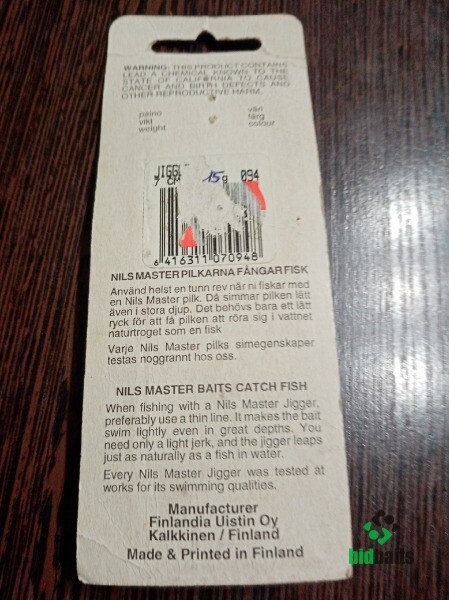 WARNING: THIS PRODUCT CONTAINS
LEAD A CHEMICAL KNOWN TO THE
STATE OF CALIFORNIA TO CAUSE
CANCER AND BIRTH DEFECTS AND
OTHER REPRODUCTIVE HARM.
paino väri
vikt färg
weight colour
JIGG
7 CM 15 g 094
6 416311 070948
NILS MASTER PILKARNA FÅNGAR FISK
Använd helst en tunn rev när ni fiskar med
en Nils Master pilk. Då simmar pilken lätt
även i stora djup. Det behövs bara ett lätt
ryck för att få pilken att röra sig i vattnet
naturtroget som en fisk
Varje Nils Master pilks simegenskaper
testas noggrannt hos oss.
NILS MASTER BAITS CATCH FISH
When fishing with a Nils Master Jigger,
preferably use a thin line. It makes the bait
swim lightly even in great depths. You
need only a light jerk, and the jigger leaps
just as naturally as a fish in water.
Every Nils Master Jigger was tested at
works for its swimming qualities.
Manufacturer
Finlandia Uistin Oy
Kalkkinen / Finland
Made & Printed in Finland
bidbaits